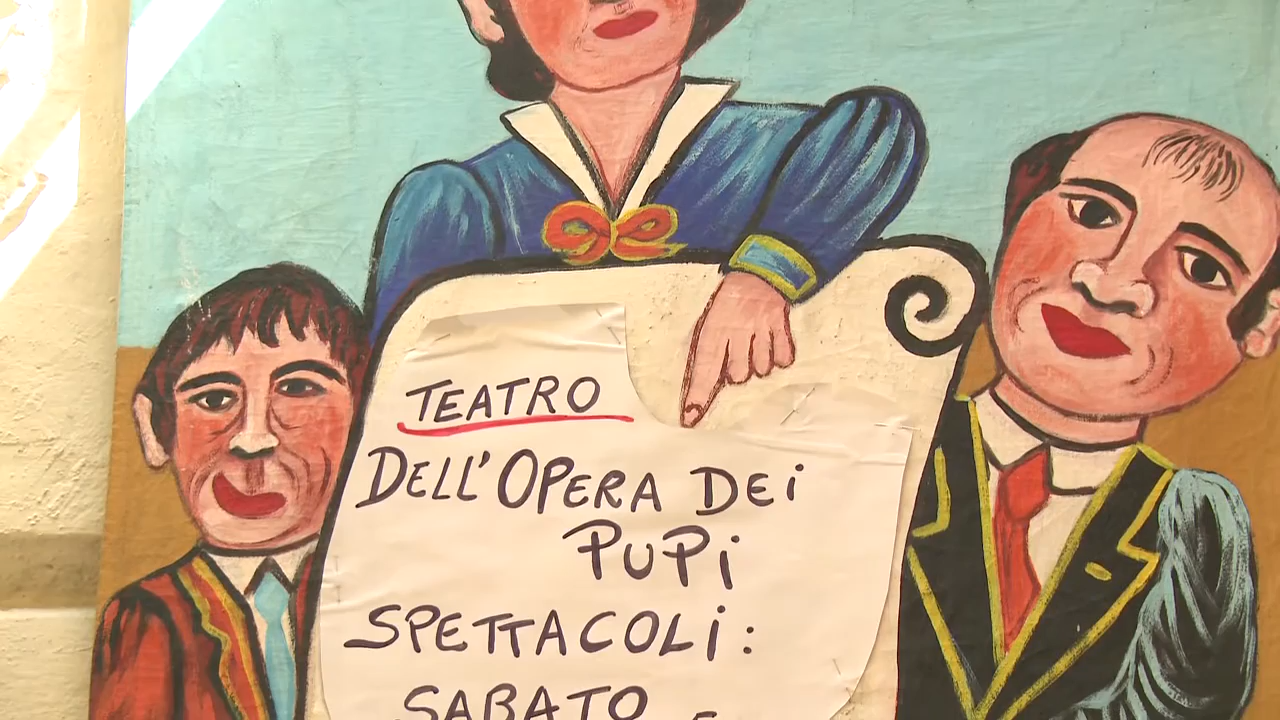 TEATRO
DELL'OPERA DEi
PUPi
SPETTACOLi:
SABATO